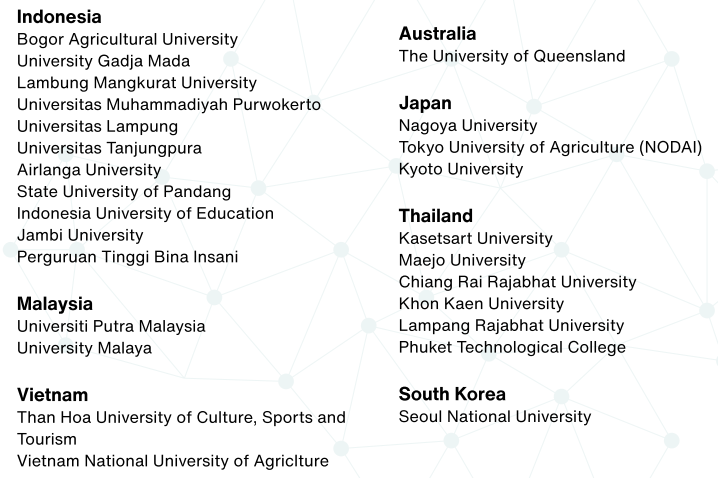 Indonesia
Bogor Agricultural University
University Gadja Mada
Lambung Mangkurat University
Universitas Muhammadiyah Purwokerto
Universitas Lampung
Universitas Tanjungpura
Airlanga University
State University of Pandang
Indonesia University of Education
Jambi University
Perguruan Tinggi Bina Insani
Malaysia
Universiti Putra Malaysia
University Malaya
Vietnam
Than Hoa University of Culture, Sports and
Tourism
Vietnam National University of Agriclture
Australia
The University of Queensland
Japan
Nagoya University
Tokyo University of Agriculture (NODAI)
Kyoto University
Thailand
Kasetsart University
Maejo University
Chiang Rai Rajabhat University
Khon Kaen University
Lampang Rajabhat University
Phuket Technological College
South Korea
Seoul National University